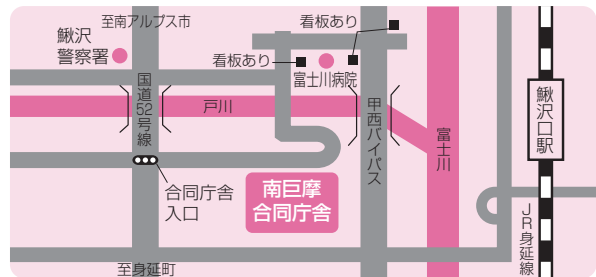 至南アルプス市
看板あり
鰍沢
警察署
看板あり
富士川病院
国道52号線
戸川
甲西バイパス
富士川
鰍沢口駅
合同庁舎
入口
南巨摩
合同庁舎
JR身延線
至身延町